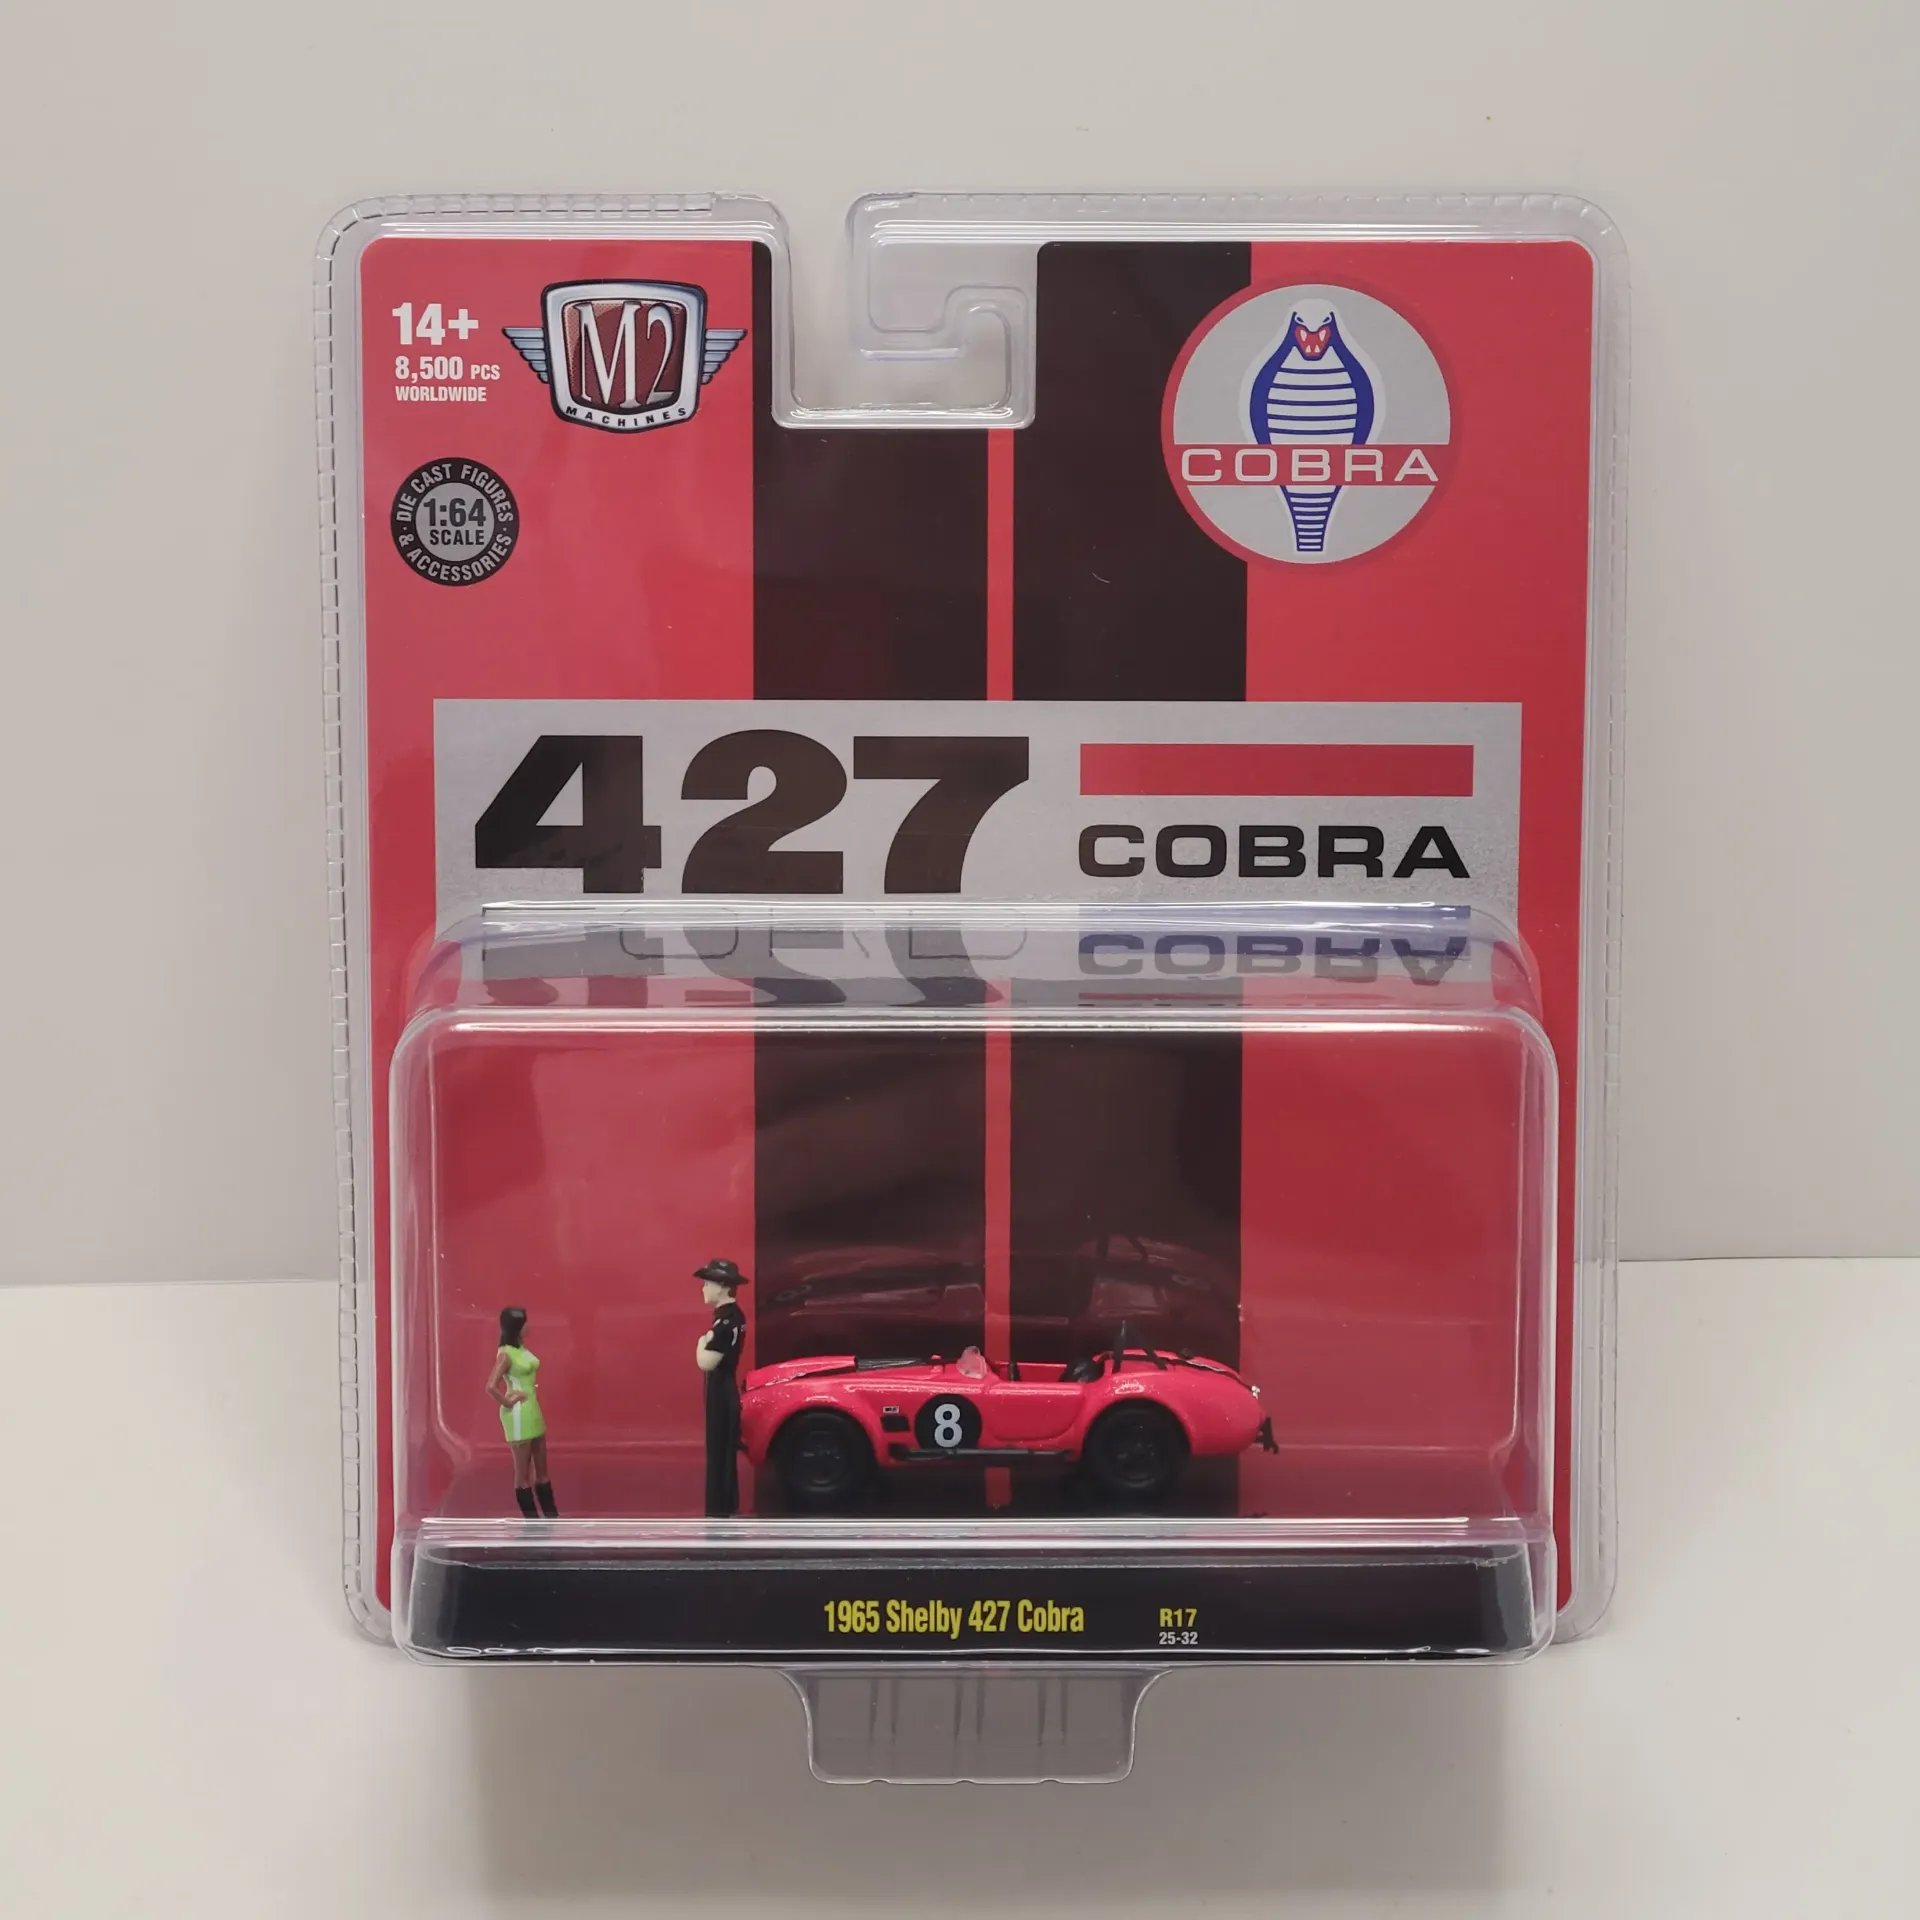 14+
8,500 PCS
WORLDWIDE
M2
MACHINES
DIE CAST FIGURES
1:64
SCALE
& ACCESSORIES
COBRA
427
COBRA
8
1965 Shelby 427 Cobra
R17
25-32